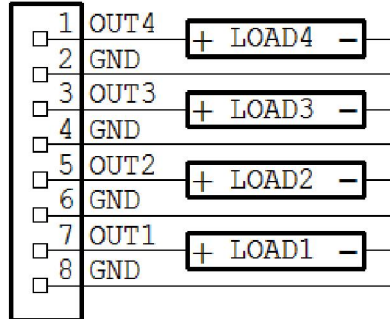 1 OUT4 + LOAD4 −
2 GND
3 OUT3 + LOAD3 −
4 GND
5 OUT2 + LOAD2 −
6 GND
7 OUT1 + LOAD1 −
8 GND